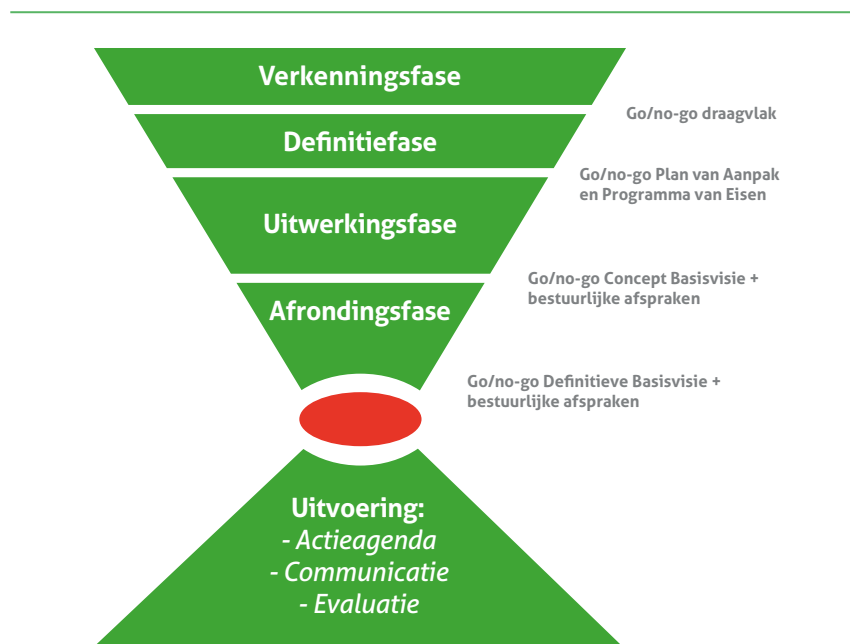 Verkenningsfase
Go/no-go draagvlak
Definitiefase
Go/no-go Plan van Aanpak
en Programma van Eisen
Uitwerkingsfase
Go/no-go Concept Basisvisie +
bestuurlijke afspraken
Afrondingsfase
Go/no-go Definitieve Basisvisie +
bestuurlijke afspraken
Uitvoering:
- Actieagenda
- Communicatie
- Evaluatie